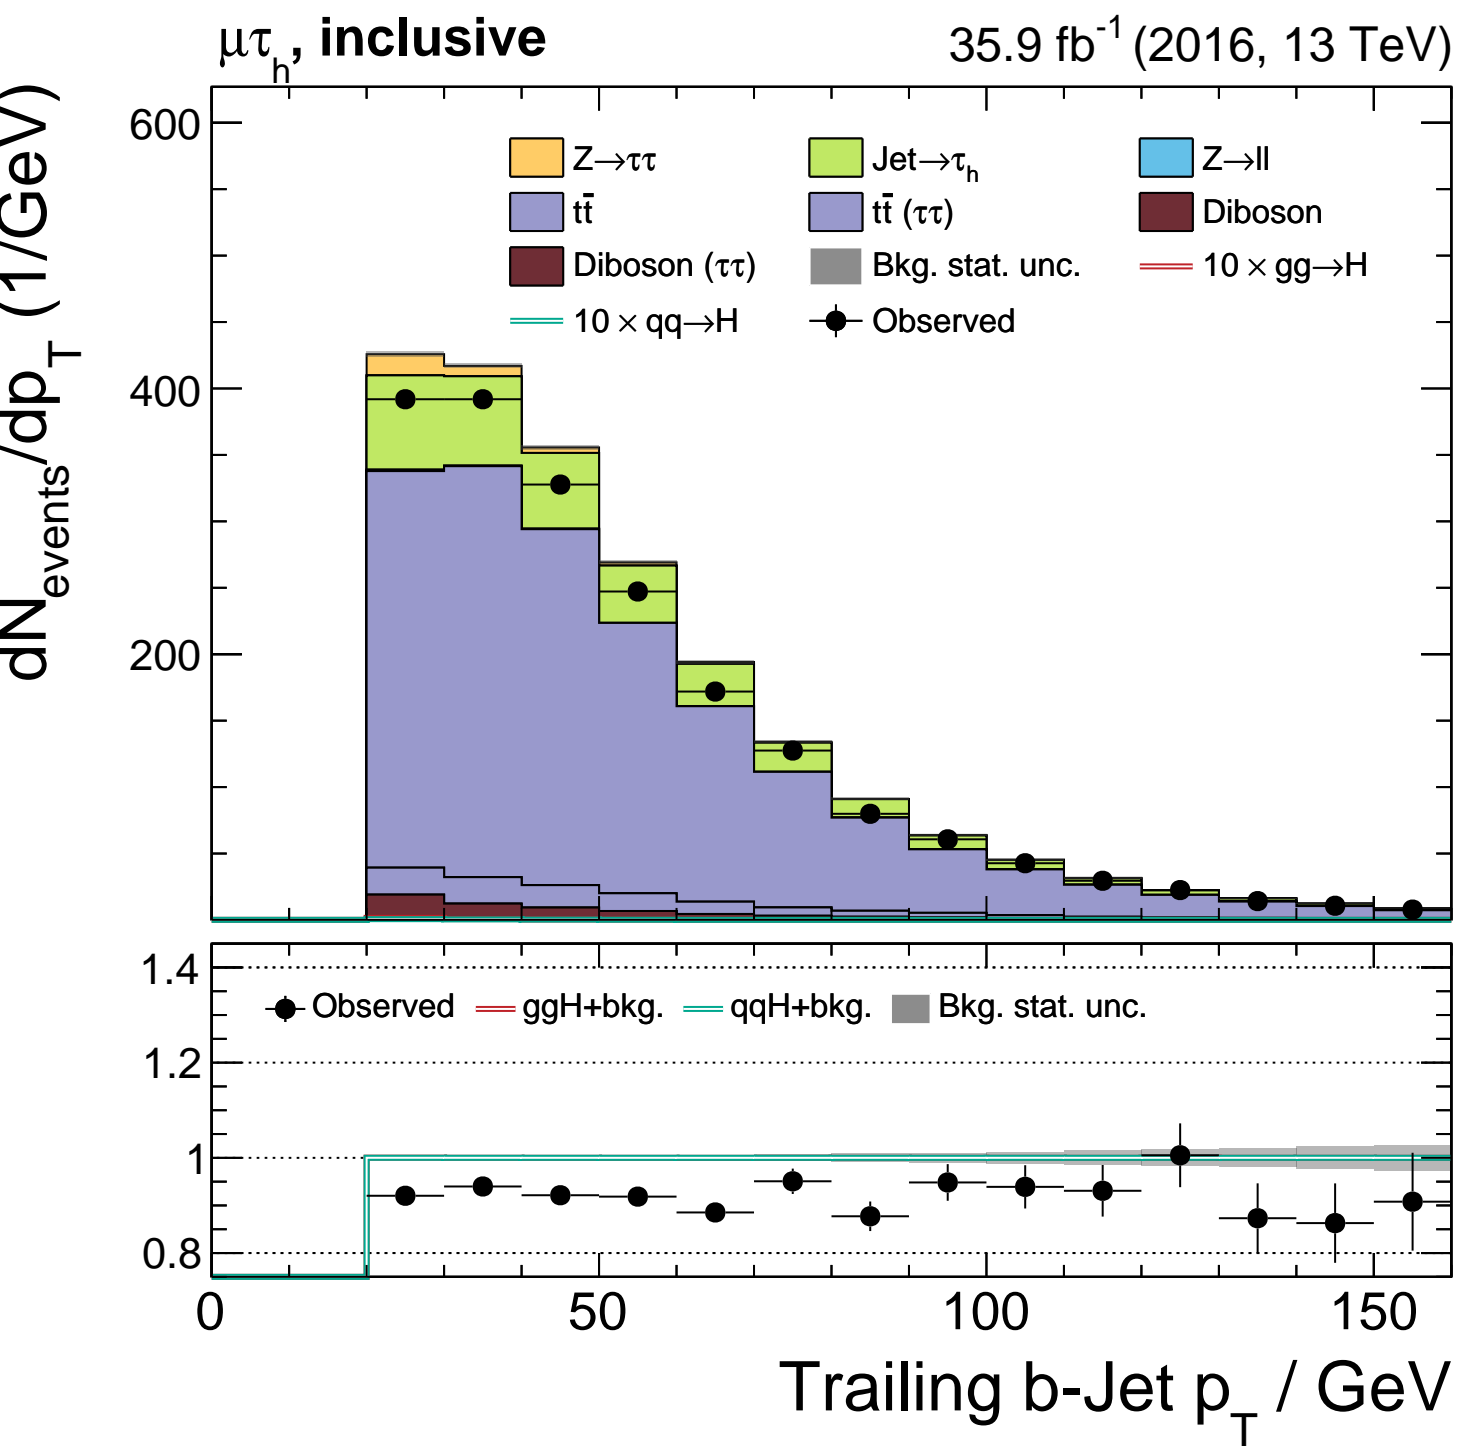 μτh, inclusive 35.9 fb-1 (2016, 13 TeV)
dNevents/dpT (1/GeV)
600
400
200
Z→ττ Jet→τh Z→ll
tt̄ tt̄ (ττ) Diboson
Diboson (ττ) Bkg. stat. unc. 10 × gg→H
10 × qq→H Observed
1.4
1.2
1
0.8
Observed ggH+bkg. qqH+bkg. Bkg. stat. unc.
0 50 100 150
Trailing b-Jet pT / GeV